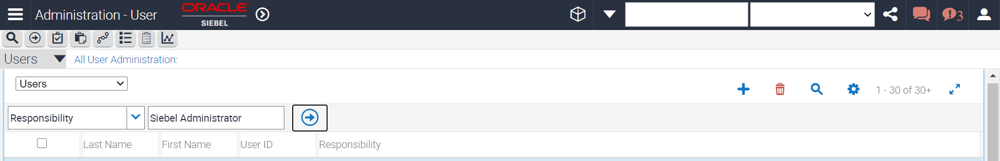 Administration - User
ORACLE
SIEBEL
3
Users
All User Administration:
Users
1 - 30 of 30+
Responsibility
Siebel Administrator
Last Name First Name User ID Responsibility